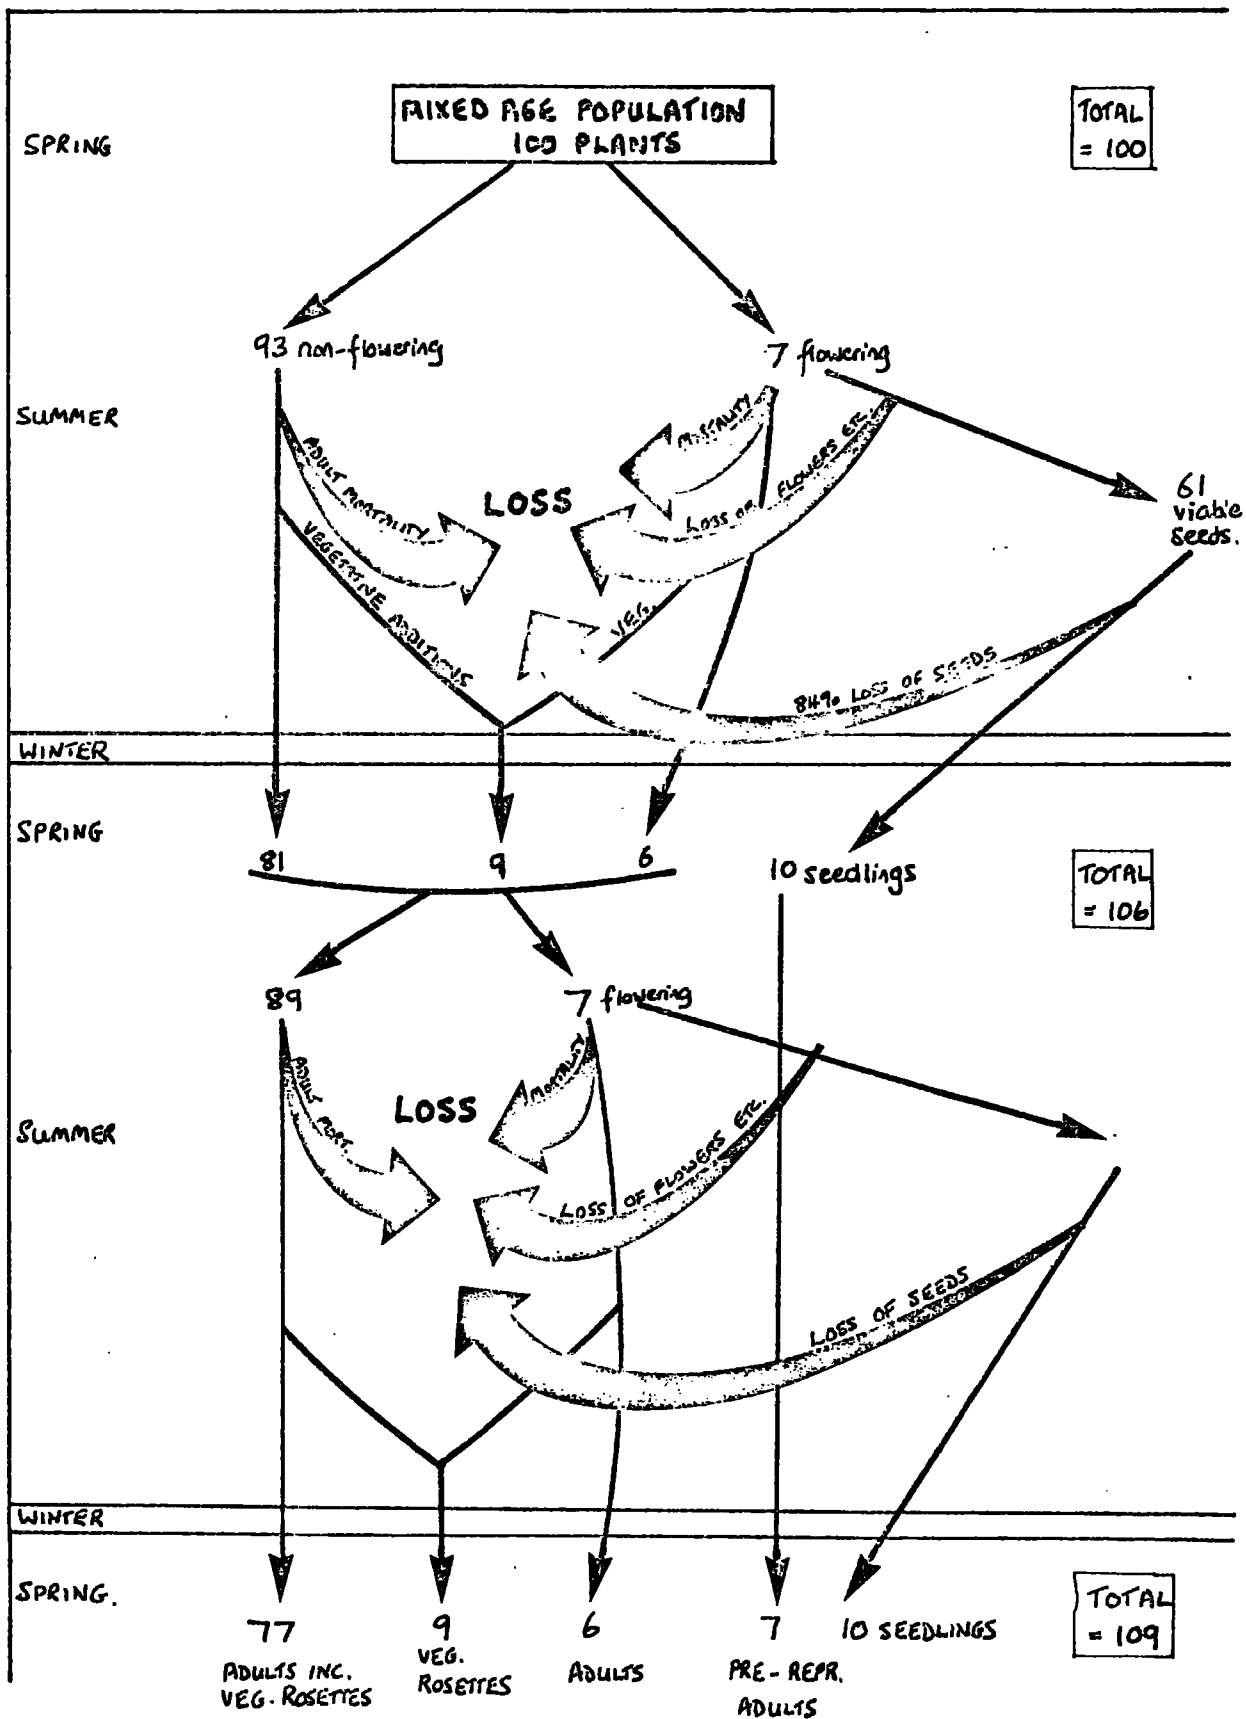 MIXED AGE POPULATION
100 PLANTS
TOTAL
= 100
SPRING
93 non-flowering
7 flowering
SUMMER
ADULT MORTALITY
MORTALITY
LOSS OF FLOWERS ETC.
LOSS
61
viable
seeds.
VEGETATIVE ADDITIONS
VEG.
84% LOSS OF SEEDS
WINTER
SPRING
81
9
6
10 seedlings
TOTAL
= 106
89
7 flowering
SUMMER
ADULT MORT.
MORTALITY
LOSS
LOSS OF FLOWERS ETC.
LOSS OF SEEDS
WINTER
SPRING.
77
9
6
7
10 SEEDLINGS
TOTAL
= 109
ADULTS INC.
VEG. ROSETTES
VEG.
ROSETTES
ADULTS
PRE-REPR.
ADULTS